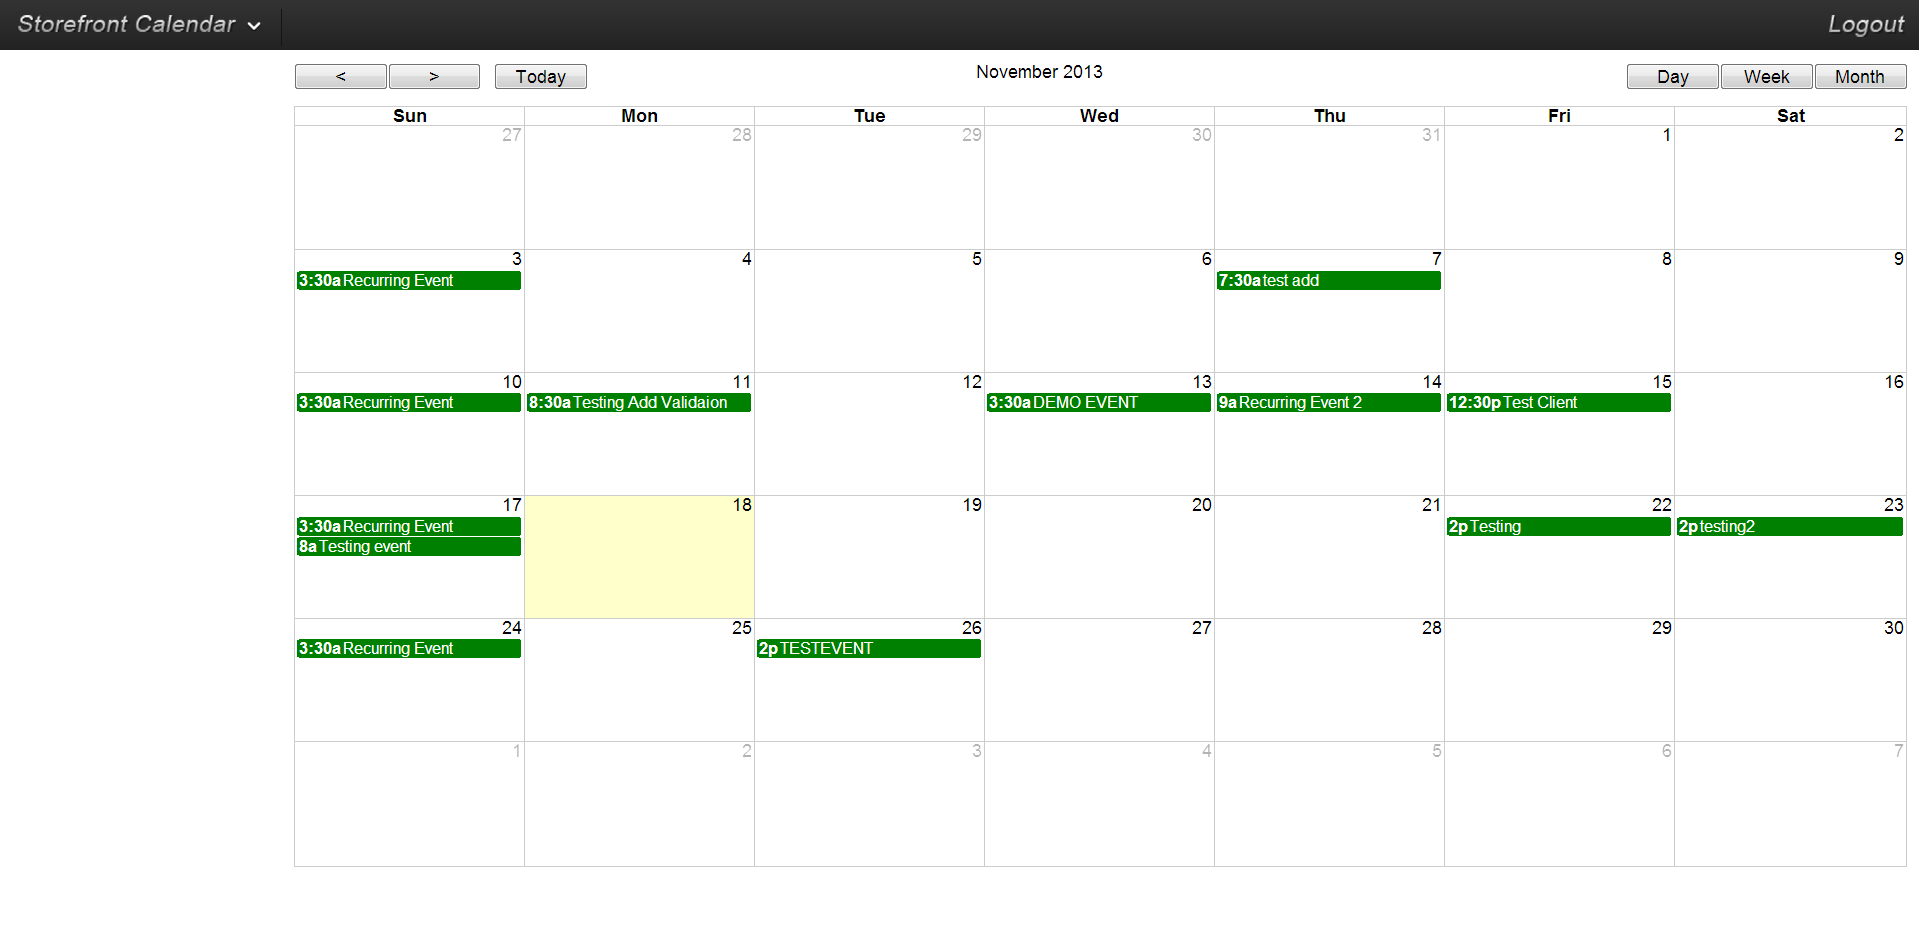 Storefront Calendar
Logout
< > Today November 2013 Day Week Month
Sun Mon Tue Wed Thu Fri Sat
27 28 29 30 31 1 2
3 4 5 6 7 8 9
3:30a Recurring Event 7:30a test add
10 11 12 13 14 15 16
3:30a Recurring Event 8:30a Testing Add Validaion 3:30a DEMO EVENT 9a Recurring Event 2 12:30p Test Client
17 18 19 20 21 22 23
3:30a Recurring Event 2p Testing 2p testing2
8a Testing event
24 25 26 27 28 29 30
3:30a Recurring Event 2p TESTEVENT
1 2 3 4 5 6 7